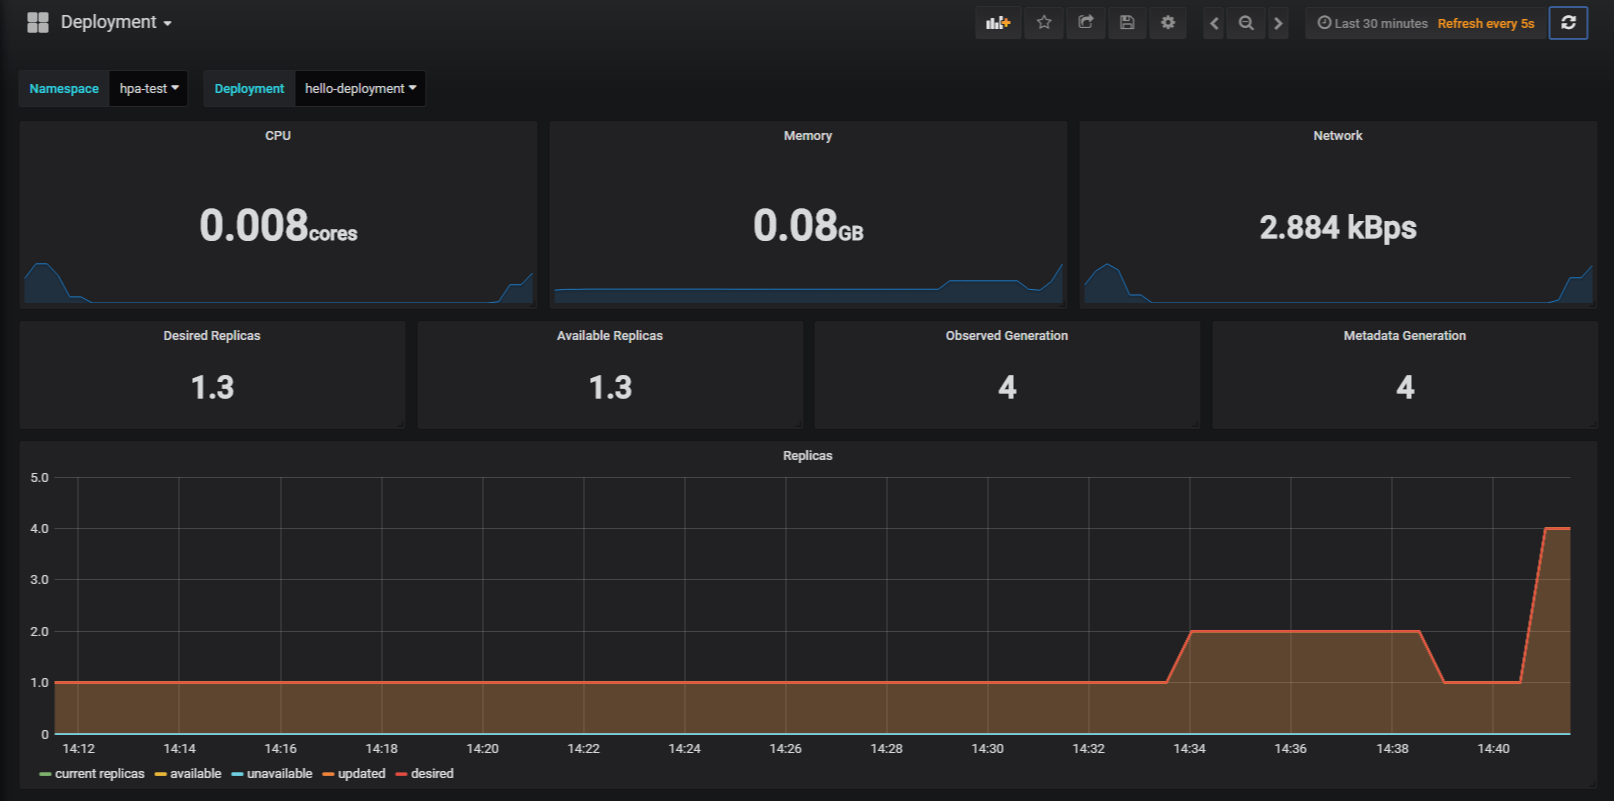 Deployment
Last 30 minutes Refresh every 5s
Namespace hpa-test Deployment hello-deployment
CPU
0.008cores
Memory
0.08GB
Network
2.884 kBps
Desired Replicas
1.3
Available Replicas
1.3
Observed Generation
4
Metadata Generation
4
Replicas
5.0
4.0
3.0
2.0
1.0
0
14:12 14:14 14:16 14:18 14:20 14:22 14:24 14:26 14:28 14:30 14:32 14:34 14:36 14:38 14:40
current replicas available unavailable updated desired